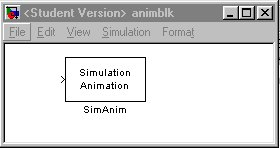 <Student Version> animblk
File Edit View Simulation Format
Simulation
Animation
SimAnim